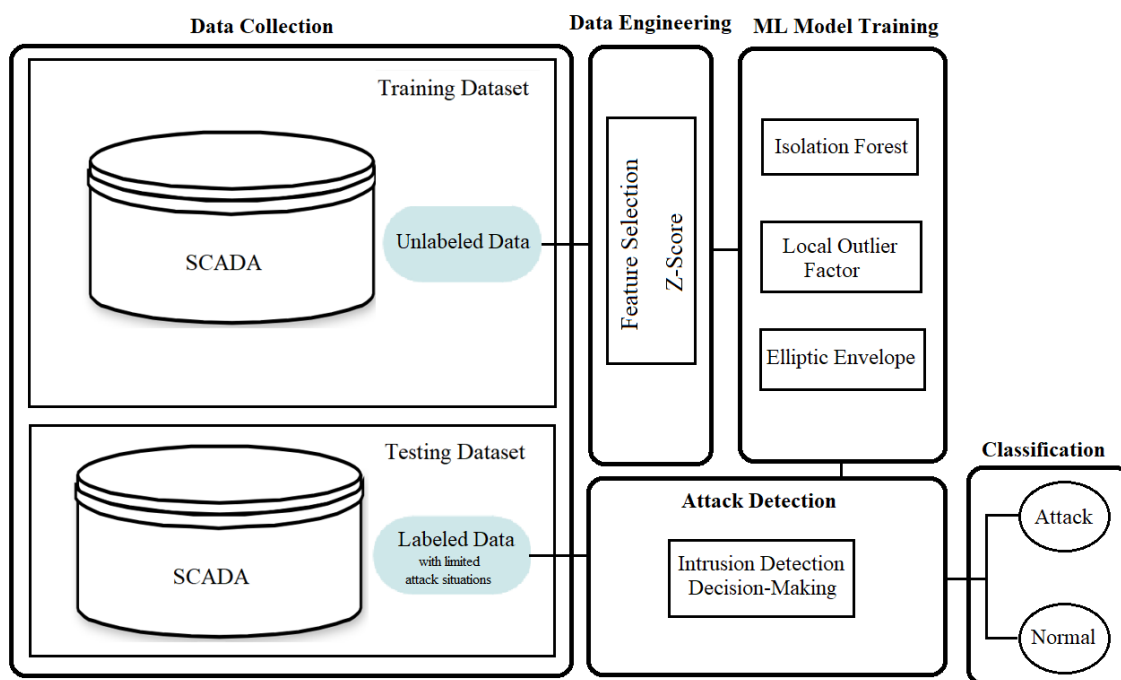 Data Collection
Training Dataset
SCADA
Unlabeled Data
Testing Dataset
SCADA
Labeled Data
with limited
attack situations
Data Engineering
Feature Selection
Z-Score
ML Model Training
Isolation Forest
Local Outlier
Factor
Elliptic Envelope
Attack Detection
Intrusion Detection
Decision-Making
Classification
Attack
Normal